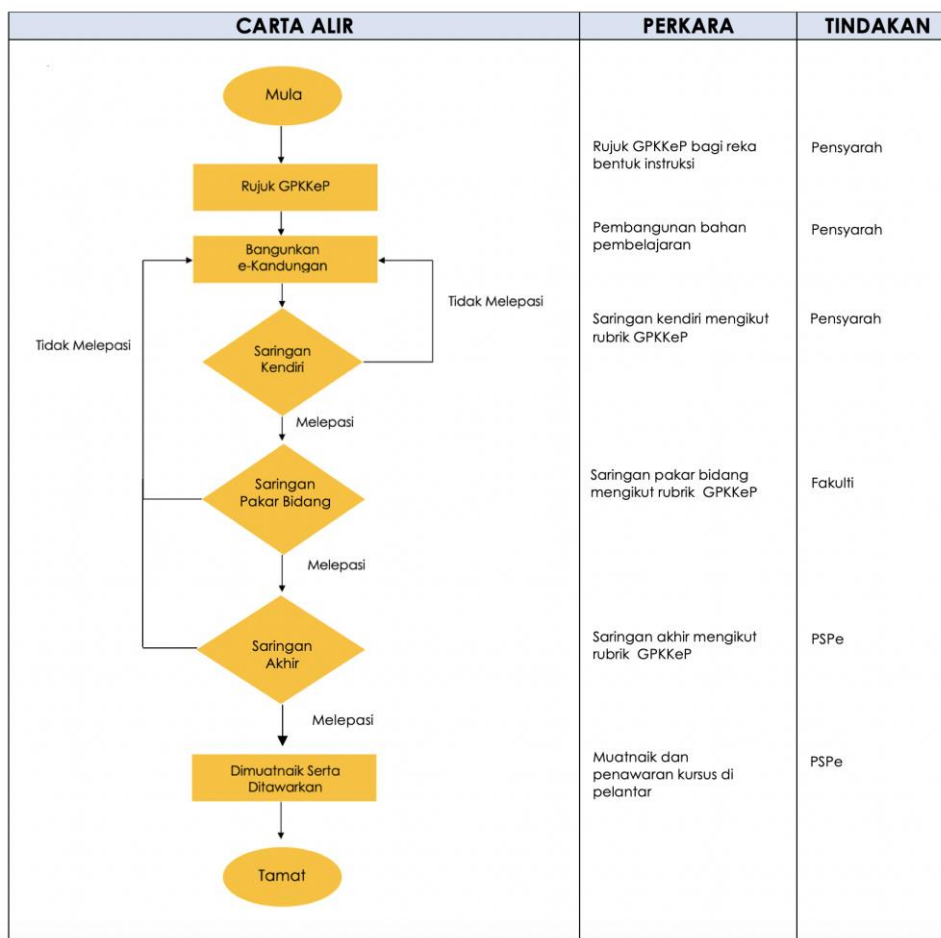 CARTA ALIR
PERKARA
TINDAKAN
Mula
Rujuk GPKKeP bagi reka
bentuk instruksi
Pensyarah
Rujuk GPKKeP
Pembangunan bahan
pembelajaran
Pensyarah
Bangunkan
e-Kandungan
Tidak Melepasi
Saringan kendiri mengikut
rubrik GPKKeP
Pensyarah
Tidak Melepasi
Saringan
Kendiri
Melepasi
Saringan
Pakar Bidang
Saringan pakar bidang
mengikut rubrik GPKKeP
Fakulti
Melepasi
Saringan
Akhir
Saringan akhir mengikut
rubrik GPKKeP
PSPe
Melepasi
Dimuatnaik Serta
Ditawarkan
Muatnaik dan
penawaran kursus di
pelantar
PSPe
Tamat